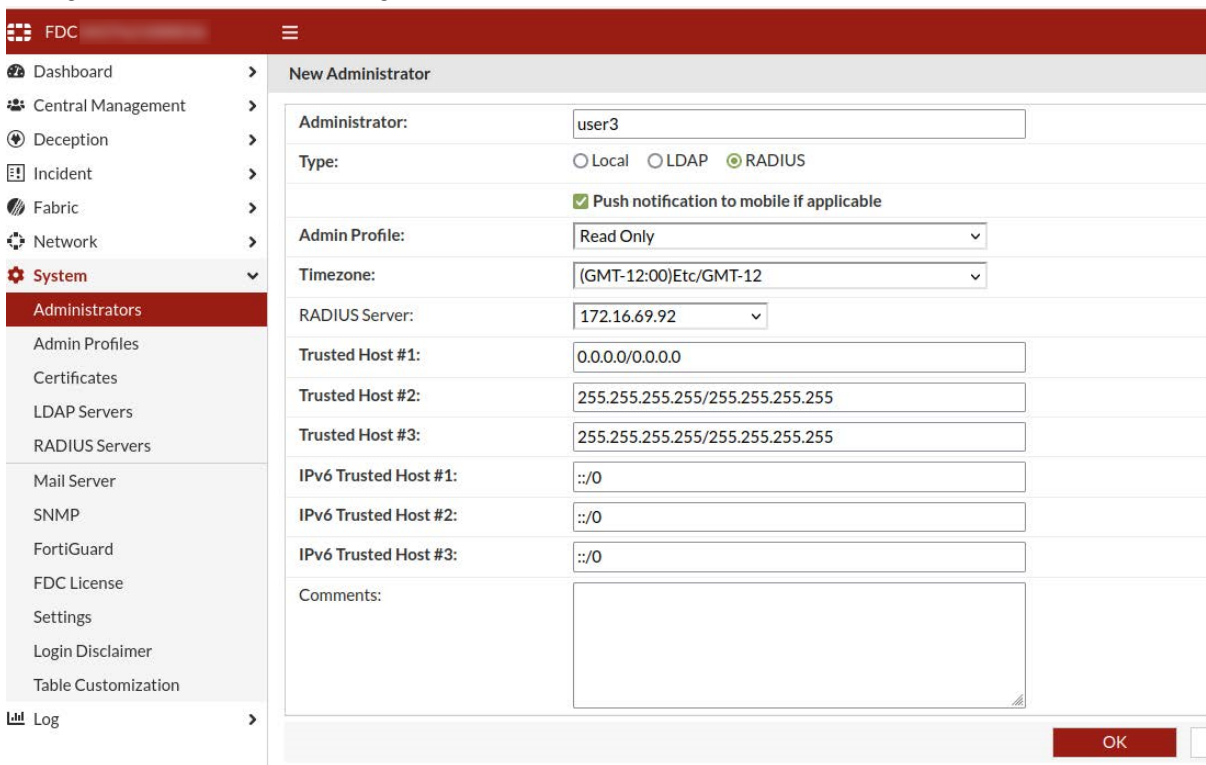 FDC
New Administrator
Dashboard
Central Management
Deception
Incident
Fabric
Network
System
Administrators
Admin Profiles
Certificates
LDAP Servers
RADIUS Servers
Mail Server
SNMP
FortiGuard
FDC License
Settings
Login Disclaimer
Table Customization
Log
Administrator: user3
Type: Local LDAP RADIUS
Push notification to mobile if applicable
Admin Profile: Read Only
Timezone: (GMT-12:00)Etc/GMT-12
RADIUS Server: 172.16.69.92
Trusted Host #1: 0.0.0.0/0.0.0.0
Trusted Host #2: 255.255.255.255/255.255.255.255
Trusted Host #3: 255.255.255.255/255.255.255.255
IPv6 Trusted Host #1: ::/0
IPv6 Trusted Host #2: ::/0
IPv6 Trusted Host #3: ::/0
Comments:
OK